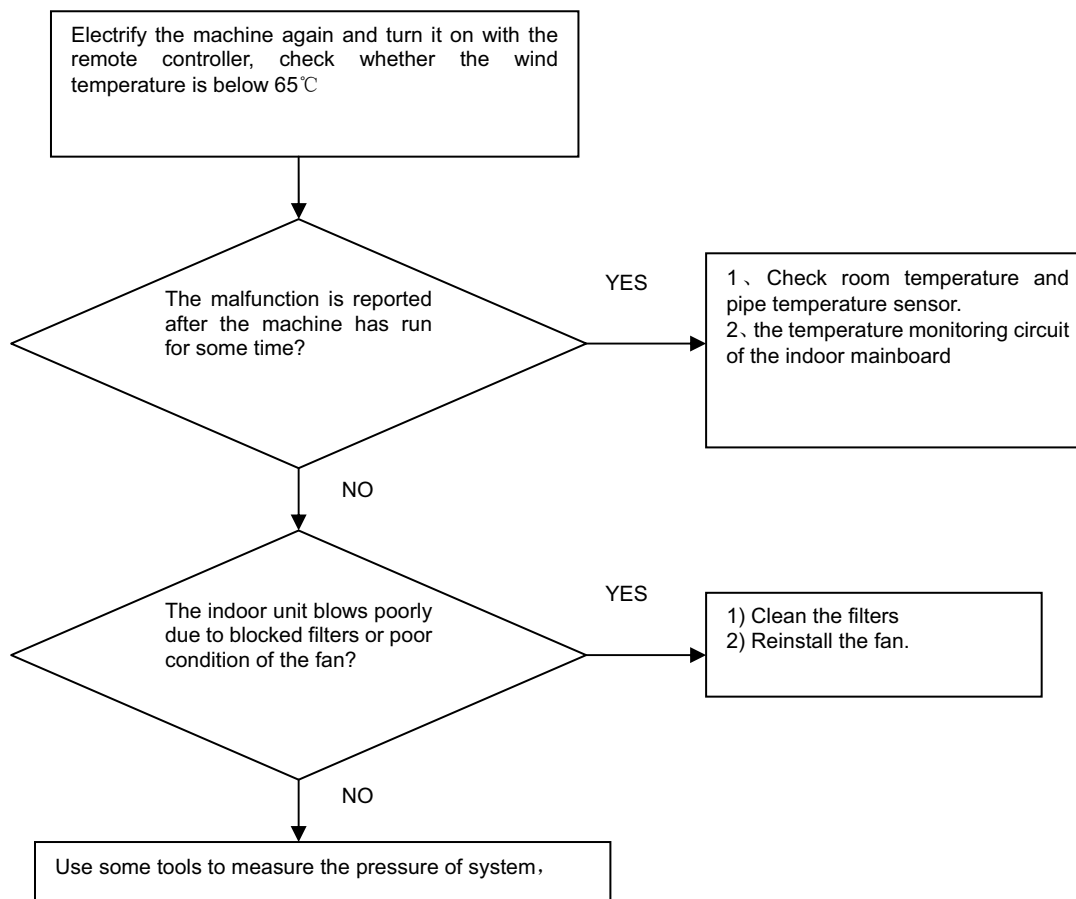 Electrify the machine again and turn it on with the
remote controller, check whether the wind
temperature is below 65℃
The malfunction is reported
after the machine has run
for some time?
YES
1、Check room temperature and
pipe temperature sensor.
2、the temperature monitoring circuit
of the indoor mainboard
NO
The indoor unit blows poorly
due to blocked filters or poor
condition of the fan?
YES
1) Clean the filters
2) Reinstall the fan.
NO
Use some tools to measure the pressure of system，